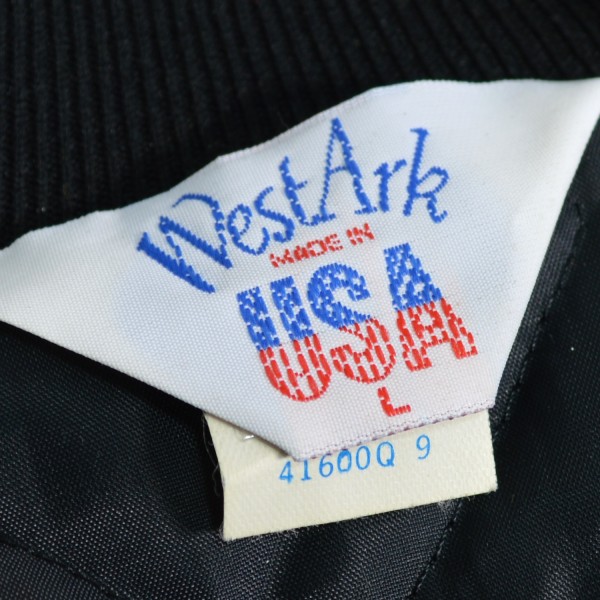 WestArk
MADE IN
USA
L
41600Q 9